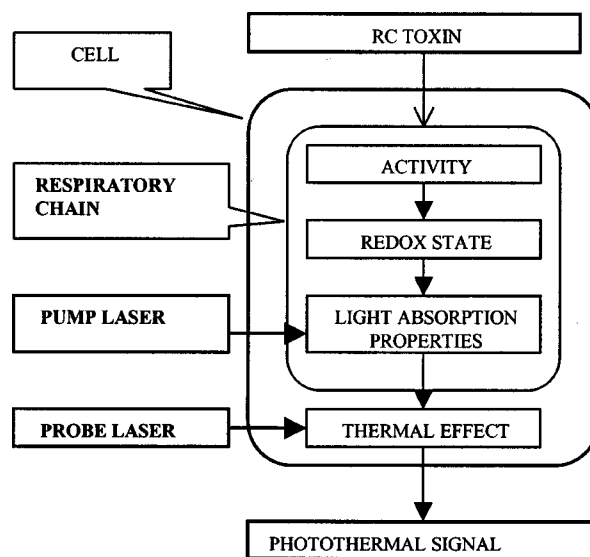 RC TOXIN
CELL
ACTIVITY
RESPIRATORY
CHAIN
REDOX STATE
PUMP LASER
LIGHT ABSORPTION
PROPERTIES
PROBE LASER
THERMAL EFFECT
PHOTOTHERMAL SIGNAL